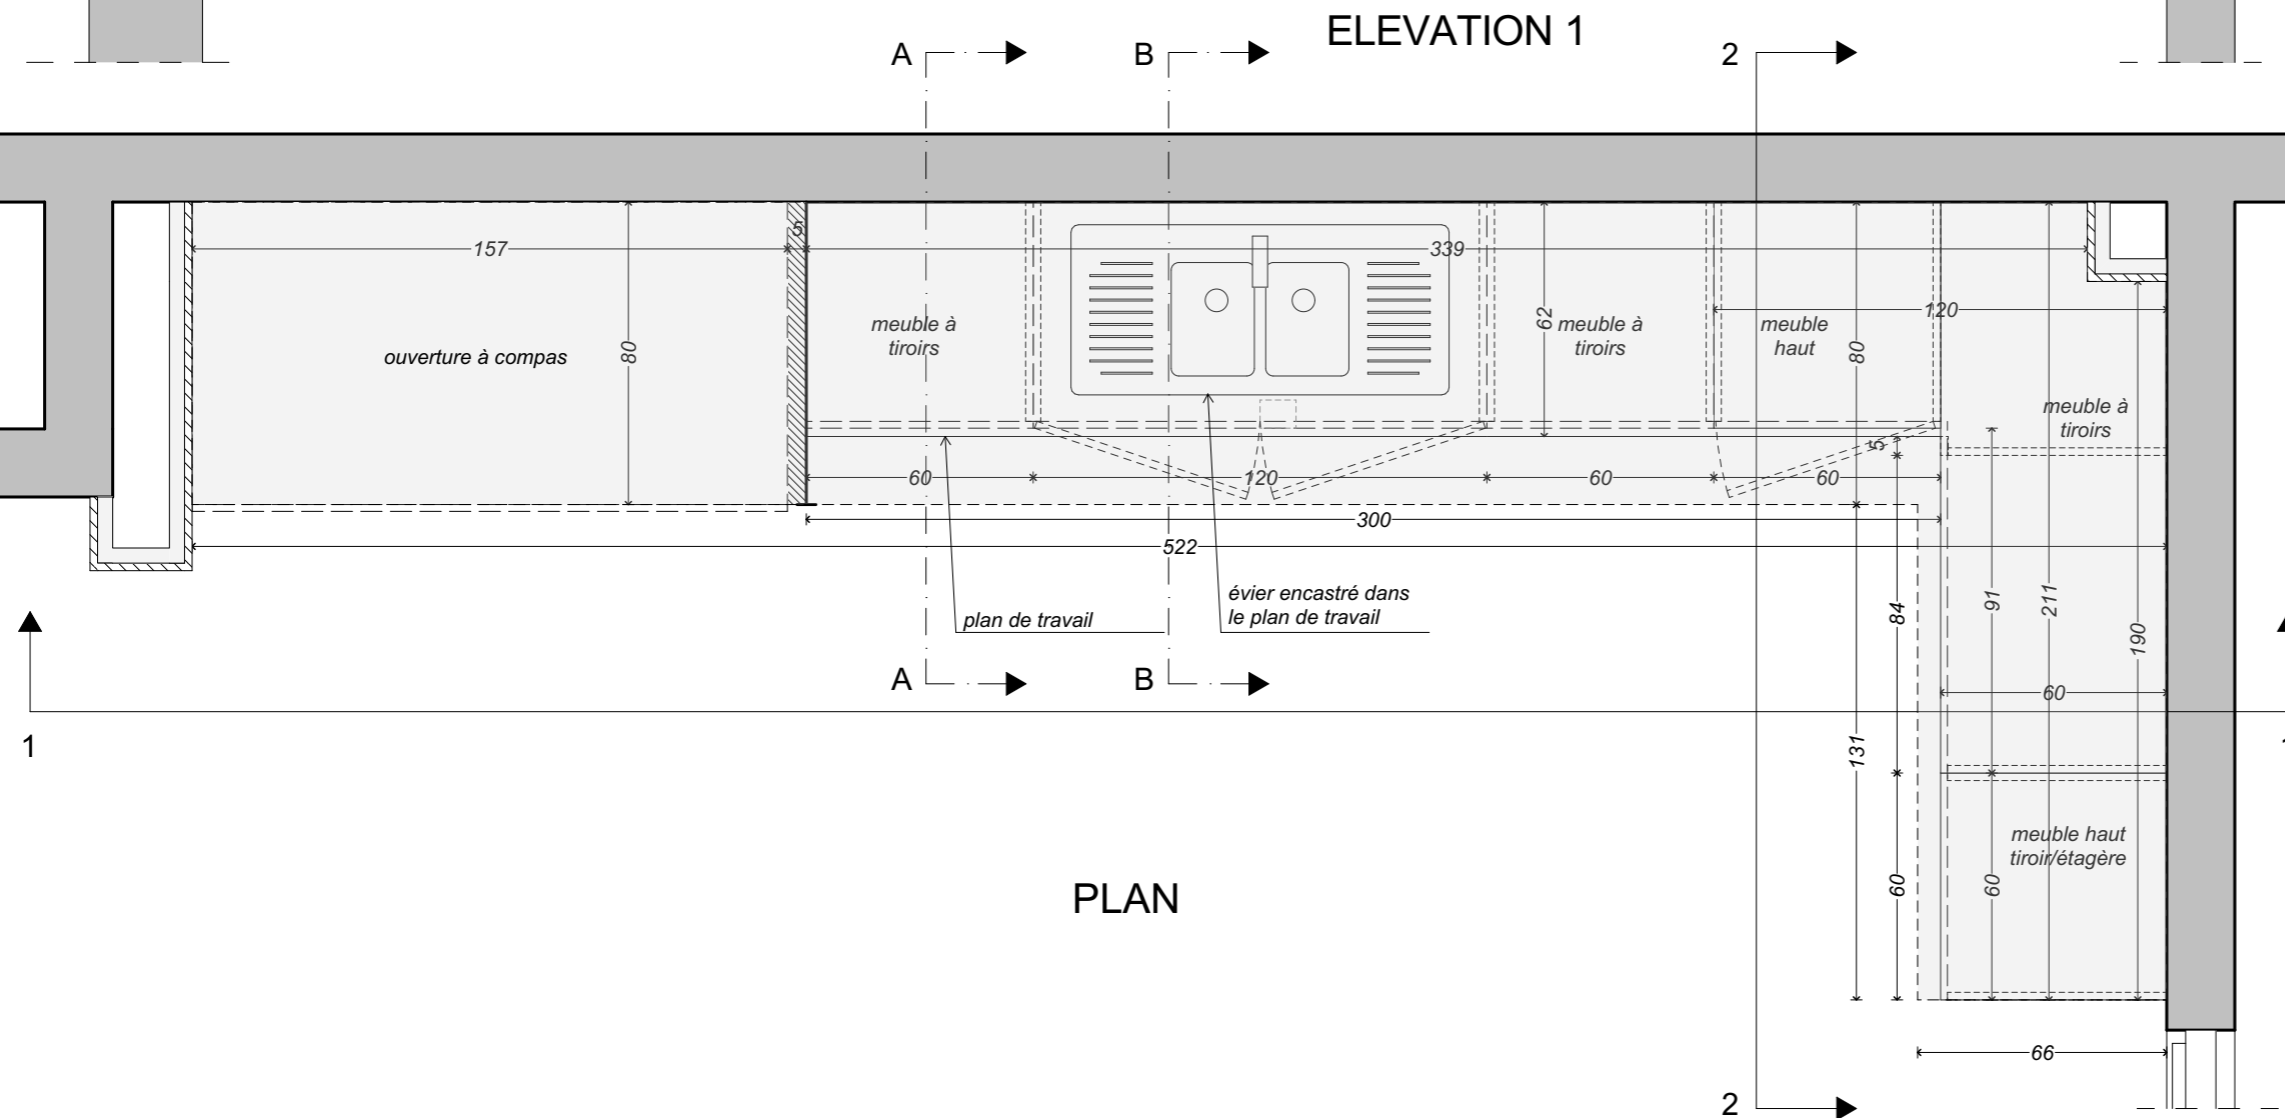 ELEVATION 1
A
B
2
5
157
339
120
meuble à
tiroirs
62
meuble à
tiroirs
meuble
haut
80
ouverture à compas
80
meuble à
tiroirs
5
60
120
60
60
300
522
évier encastré dans
le plan de travail
plan de travail
84
91
211
190
A
B
60
1
131
meuble haut
tiroir/étagère
60
60
PLAN
66
2